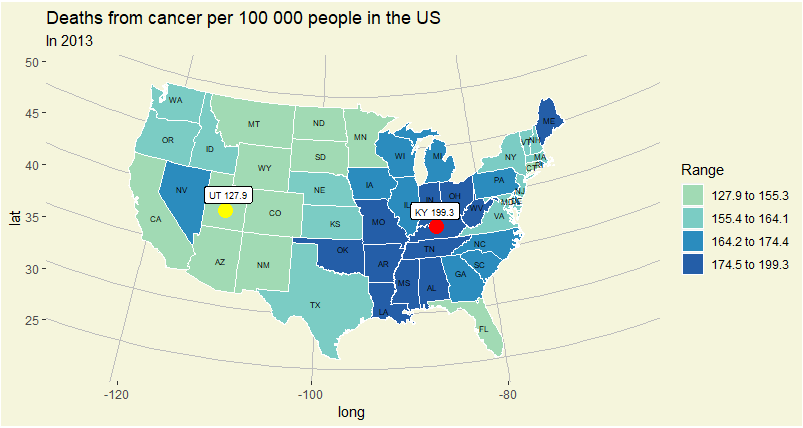 Deaths from cancer per 100 000 people in the US
In 2013
50
45
40
35
30
25
lat
-120
-100
-80
long
WA
MT
ND
MN
ME
OR
ID
SD
WI
MI
NY
VT
NH
MA
CT
WY
NE
IA
PA
NJ
NV
UT 127.9
IL
IN
OH
WV
MD
DE
VA
CA
CO
KS
MO
KY 199.3
AZ
NM
OK
AR
TN
NC
SC
TX
LA
MS
AL
GA
FL
Range
127.9 to 155.3
155.4 to 164.1
164.2 to 174.4
174.5 to 199.3